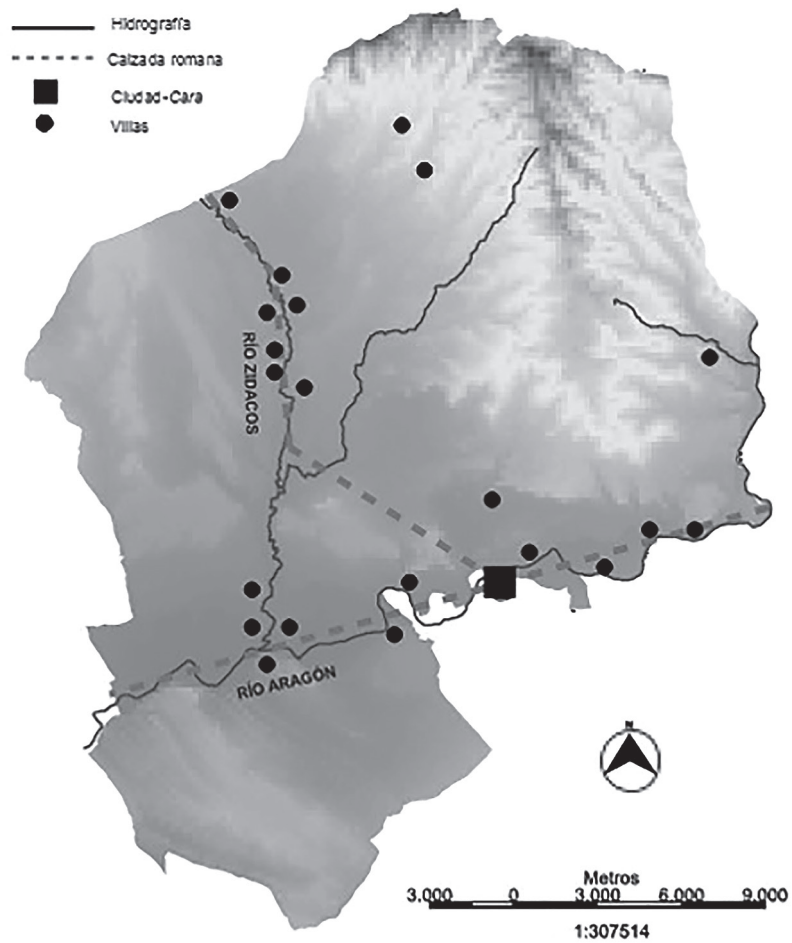 Hidrografía
Calzada romana
Ciudad-Cara
Villas
RÍO ZIDACOS
RÍO ARAGÓN
N
Metros
3.000 0 3.000 6.000 9.000
1:307514